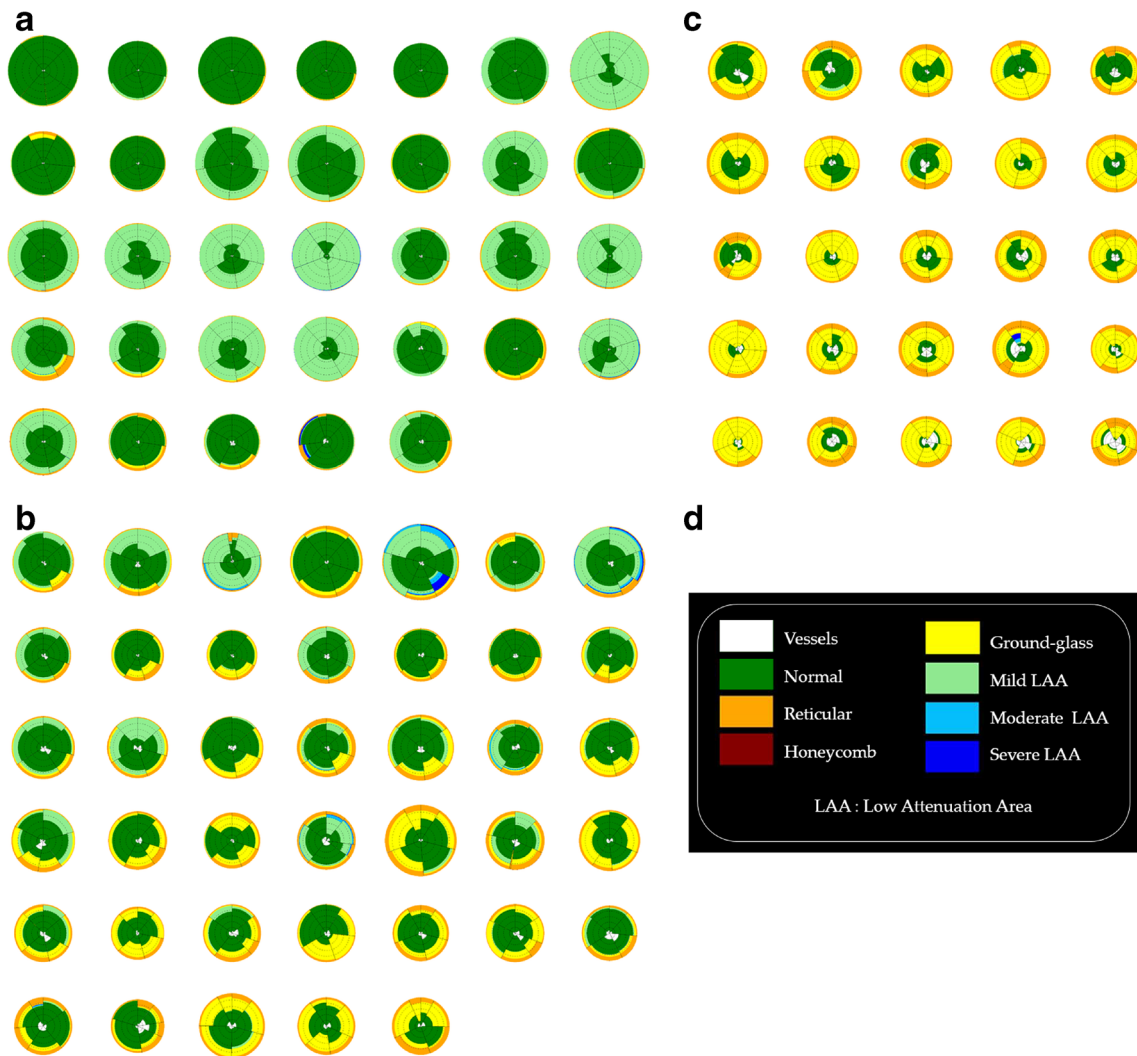 a
c
b
d
Vessels
Normal
Reticular
Honeycomb
Ground-glass
Mild LAA
Moderate LAA
Severe LAA
LAA : Low Attenuation Area